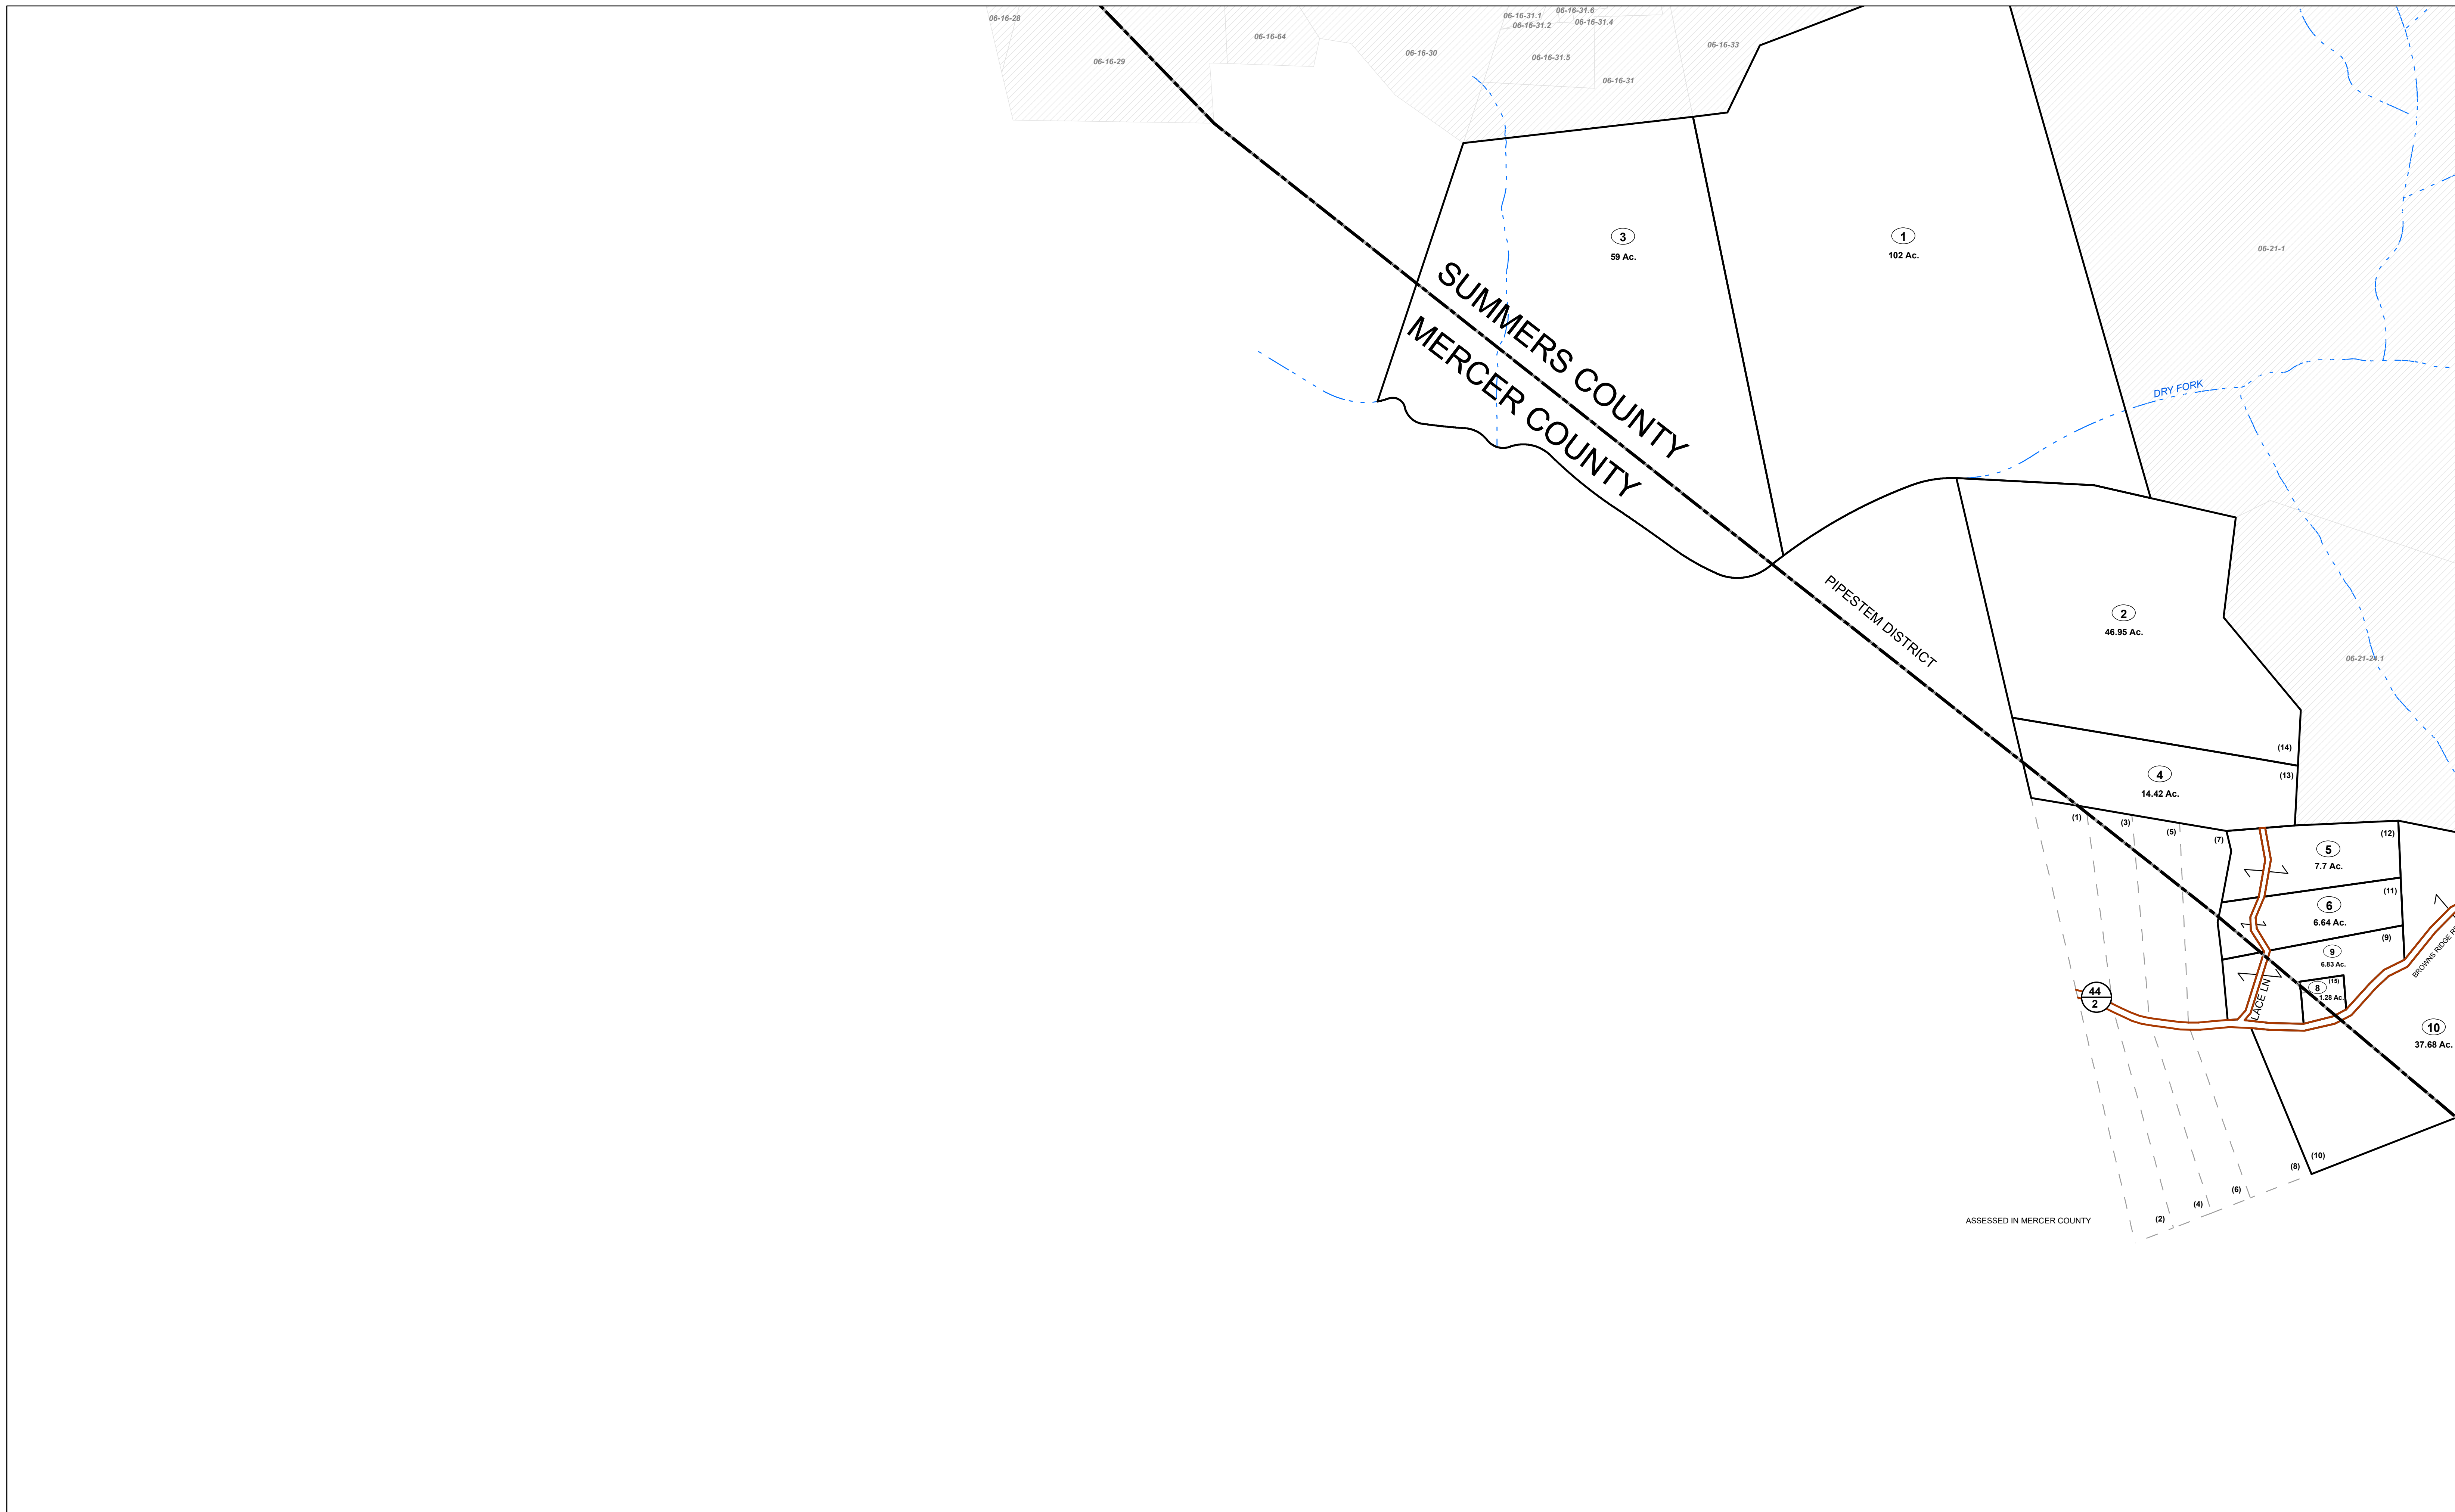 06-16-28
06-16-29
06-16-64
06-16-30
06-16-31.1
06-16-31.6
06-16-31.2
06-16-31.4
06-16-31.5
06-16-31
06-16-33
3
59 Ac.
1
102 Ac.
06-21-1
SUMMERS COUNTY
MERCER COUNTY
DRY FORK
PIPESTEM DISTRICT
2
46.95 Ac.
06-21-24.1
(14)
(13)
4
14.42 Ac.
(1)
(3)
(5)
(7)
(12)
5
7.7 Ac.
(11)
6
6.64 Ac.
(9)
9
6.83 Ac.
(15)
8
1.28 Ac.
44
2
LACE LN
BROWNS RIDGE
10
37.68 Ac.
(10)
(8)
(6)
(4)
(2)
ASSESSED IN MERCER COUNTY